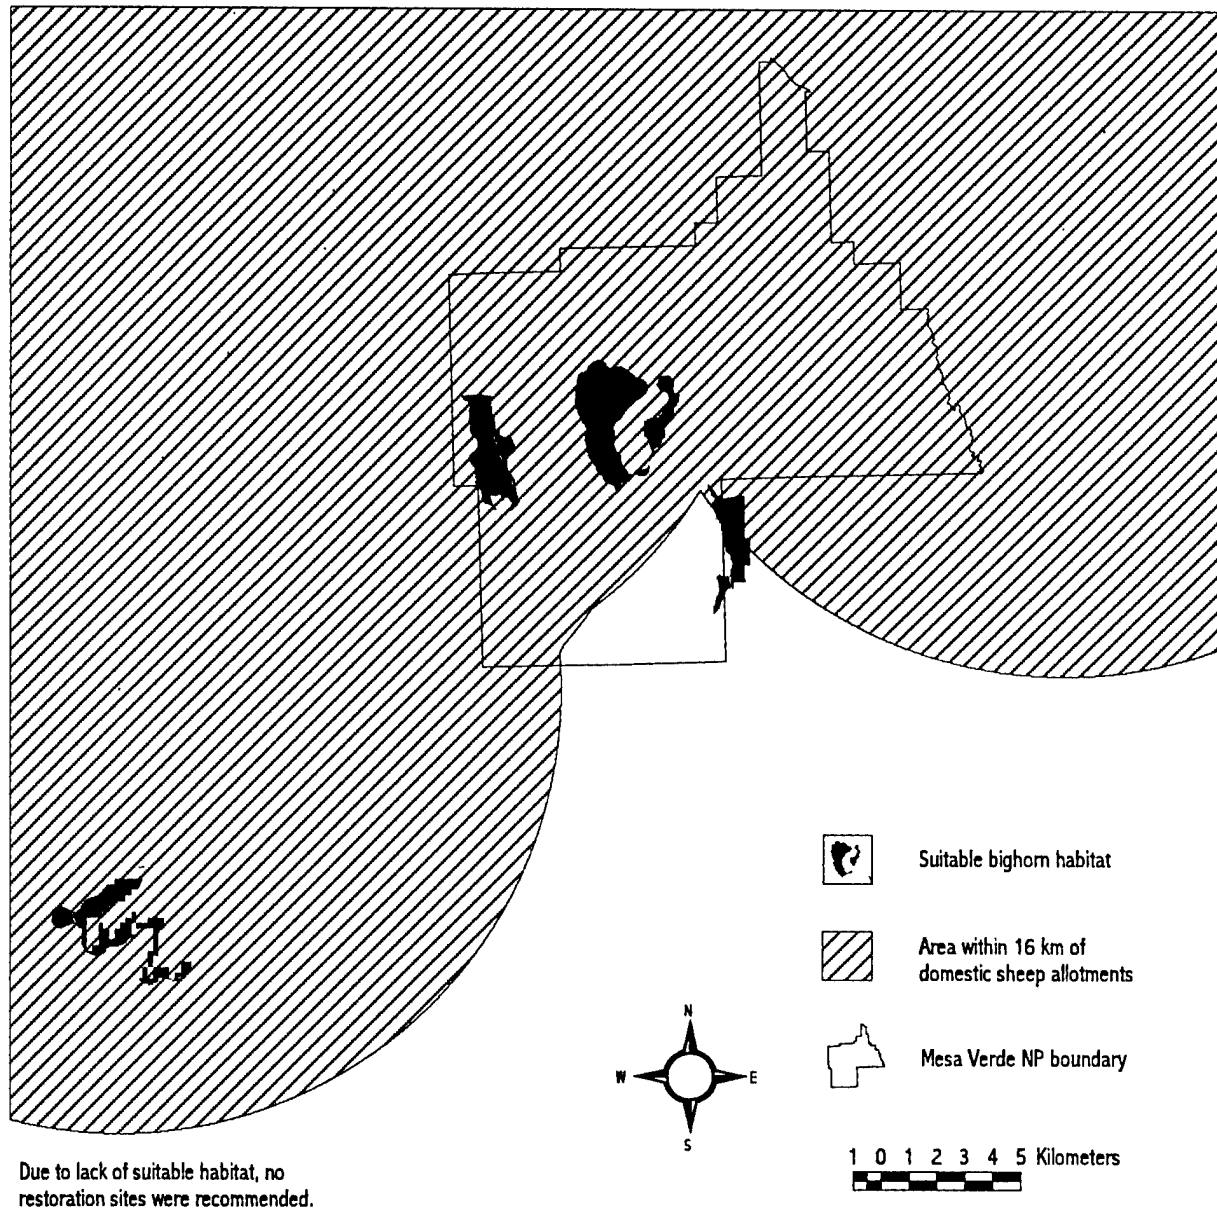 Suitable bighorn habitat
Area within 16 km of
domestic sheep allotments
N
W E
S
Mesa Verde NP boundary
1 0 1 2 3 4 5 Kilometers
Due to lack of suitable habitat, no
restoration sites were recommended.